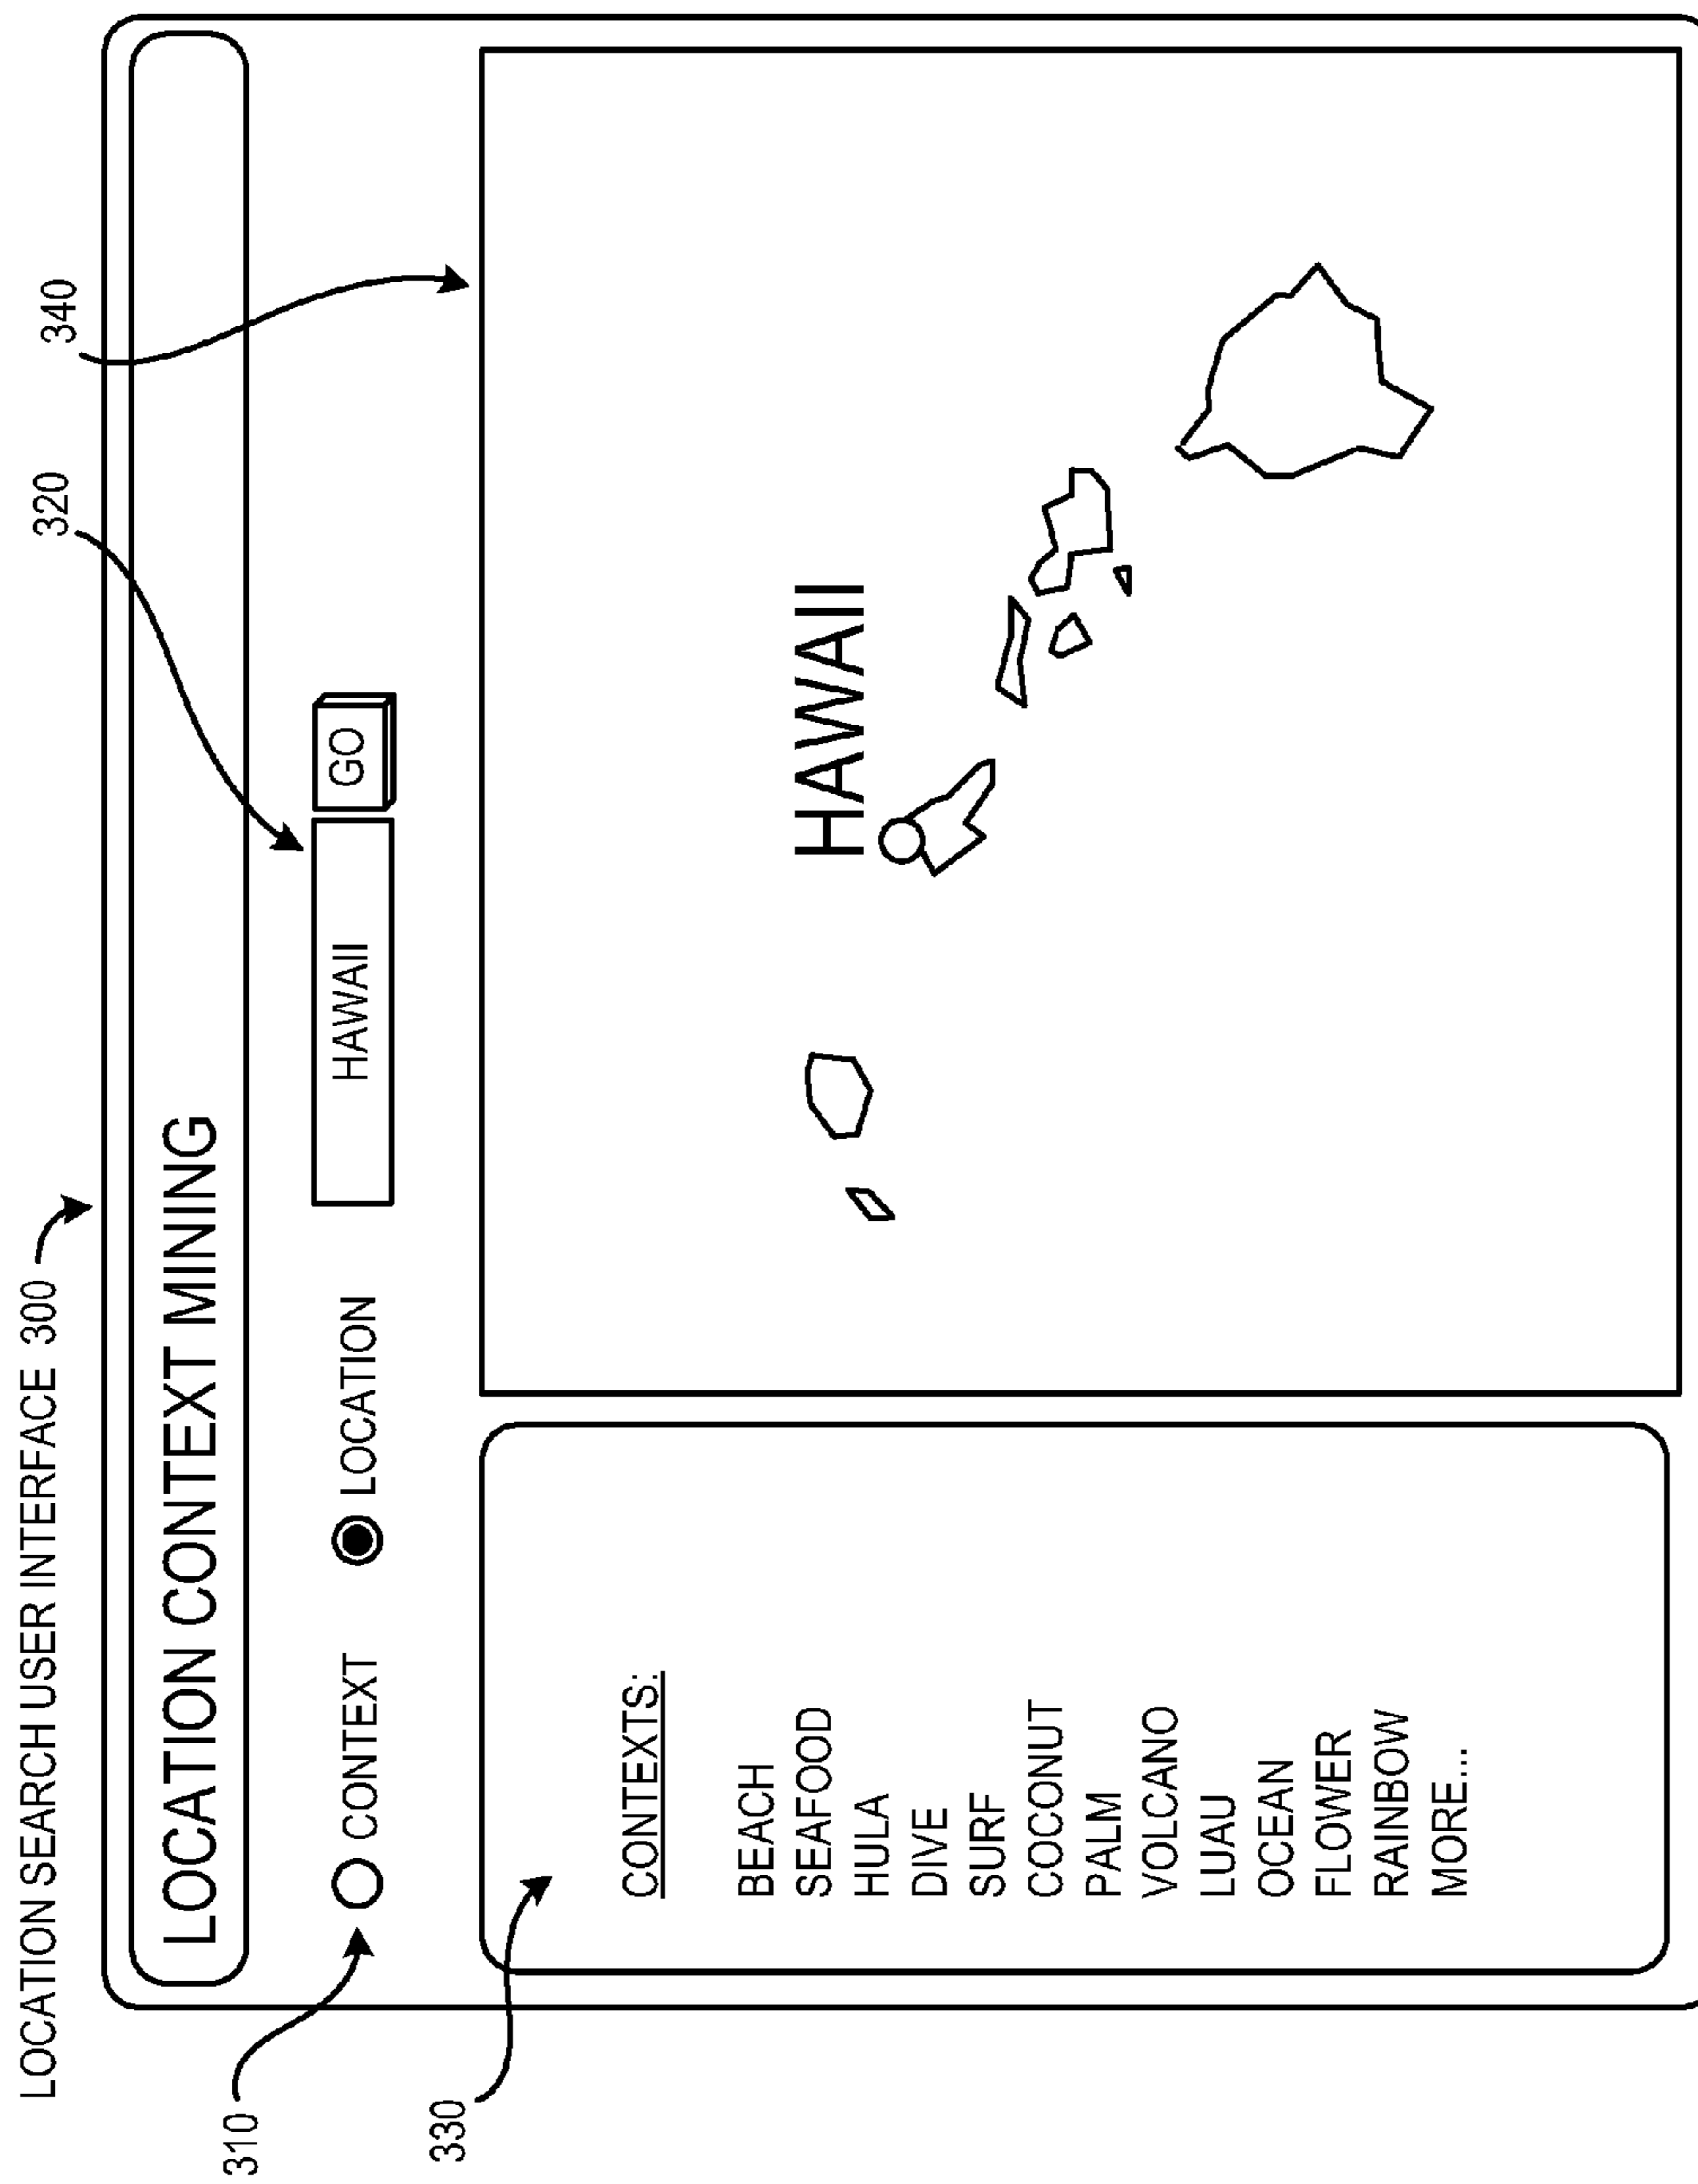 LOCATION SEARCH USER INTERFACE 300
320
340
LOCATION CONTEXT MINING
310
CONTEXT
LOCATION
HAWAII
GO
330
CONTEXTS:
BEACH
SEAFOOD
HULA
DIVE
SURF
COCONUT
PALM
VOLCANO
LUAU
OCEAN
FLOWER
RAINBOW
MORE...
HAWAII